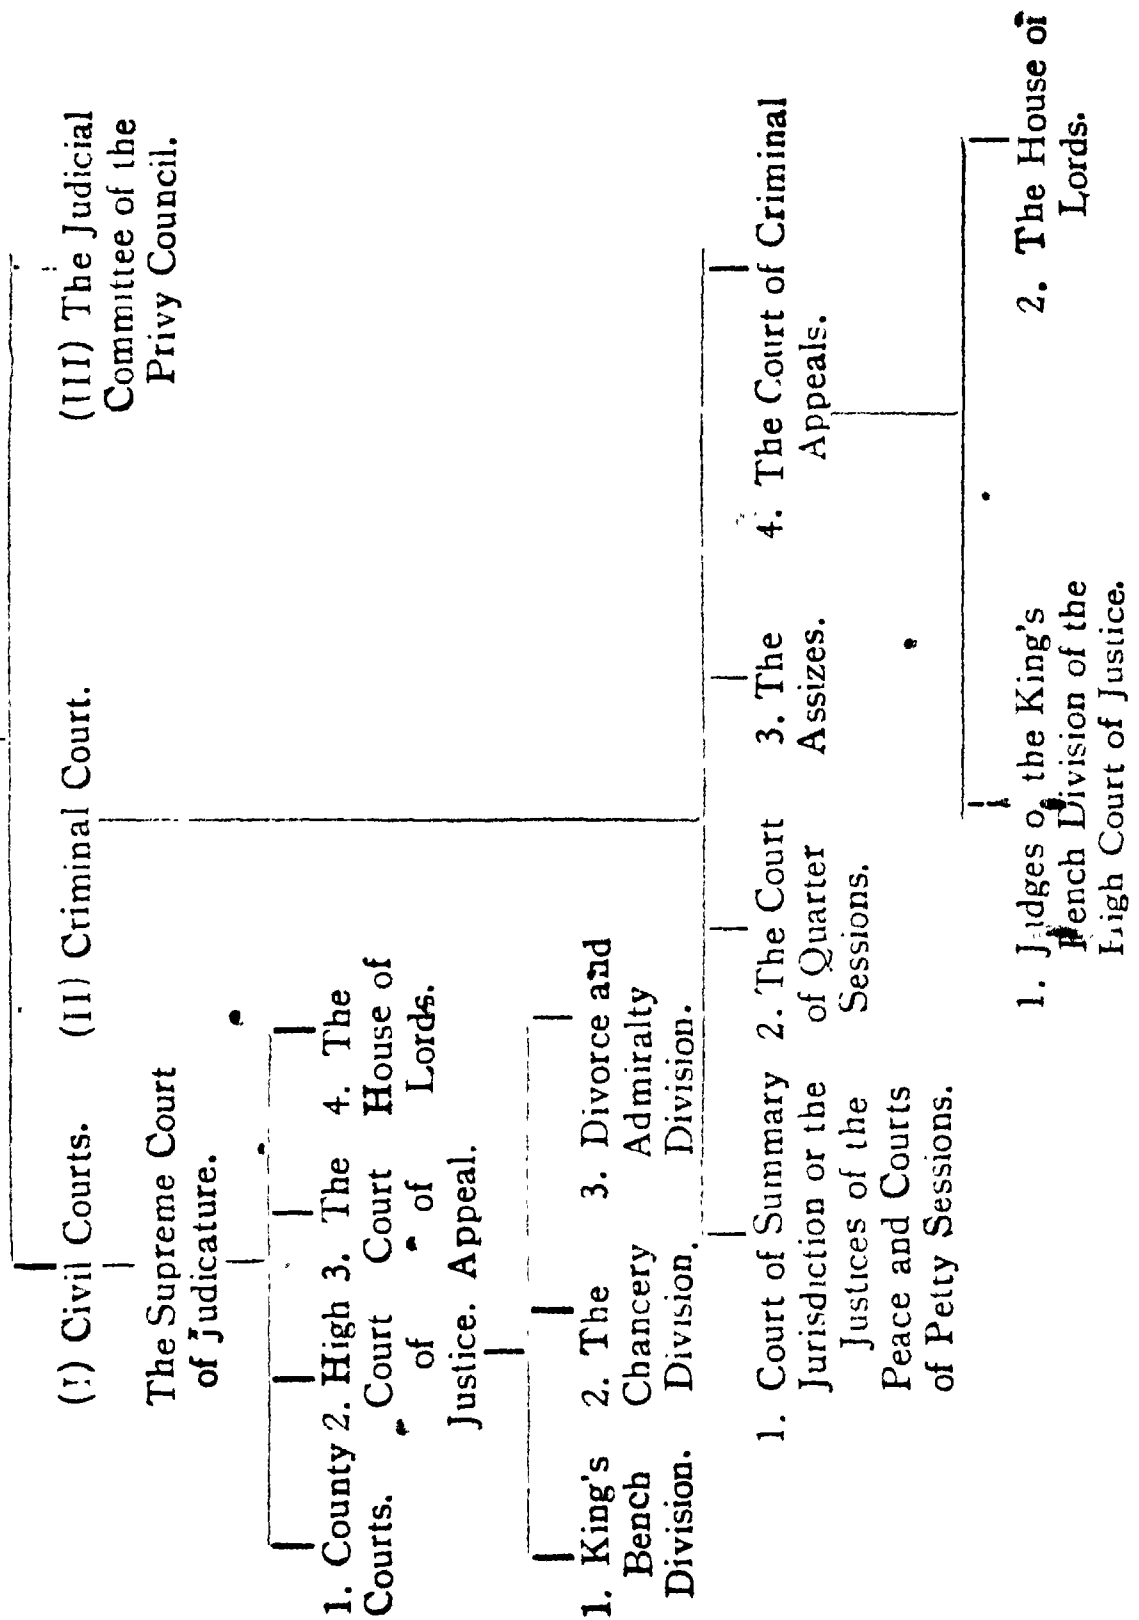 (I) Civil Courts.
(II) Criminal Court.
(III) The Judicial
Committee of the
Privy Council.
The Supreme Court
of Judicature.
1. County
Courts.
2. High
Court
of
Justice.
3. The
Court
of
Appeal.
4. The
House of
Lords.
1. King's
Bench
Division.
2. The
Chancery
Division.
3. Divorce and
Admiralty
Division.
1. Court of Summary
Jurisdiction or the
Justices of the
Peace and Courts
of Petty Sessions.
2. The Court
of Quarter
Sessions.
3. The
Assizes.
4. The Court of Criminal
Appeals.
1. Judges of the King's
Bench Division of the
High Court of Justice.
2. The House of
Lords.